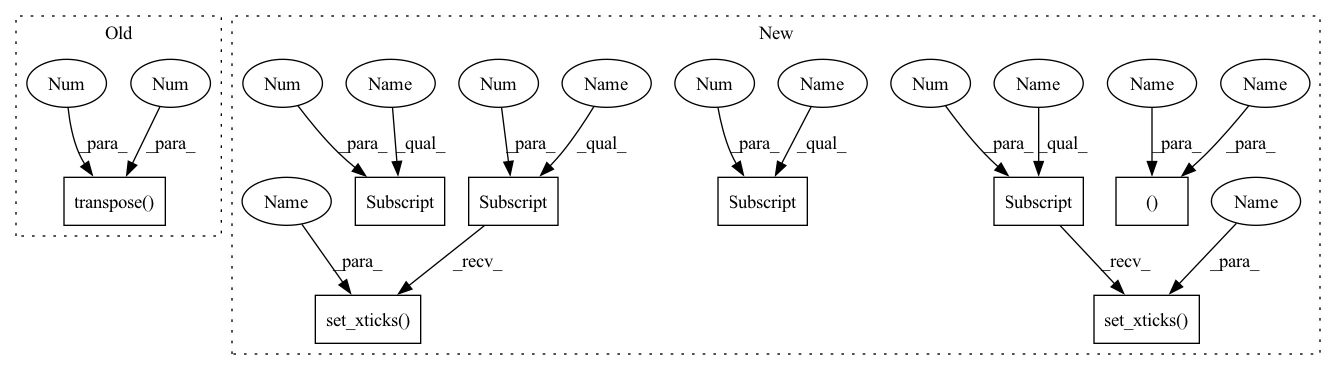 Old
New
Num
Num
Num
Name
Num
Name
Num
Name
Num
Name
Name
Name
_para_
_para_
_para_
_qual_
_para_
_qual_
_para_
_qual_
_para_
_qual_
_para_
_para_
transpose()
Name
Subscript
Subscript
Subscript
Subscript
()
Name
_para_
_recv_
_recv_
_para_
set_xticks()
set_xticks()